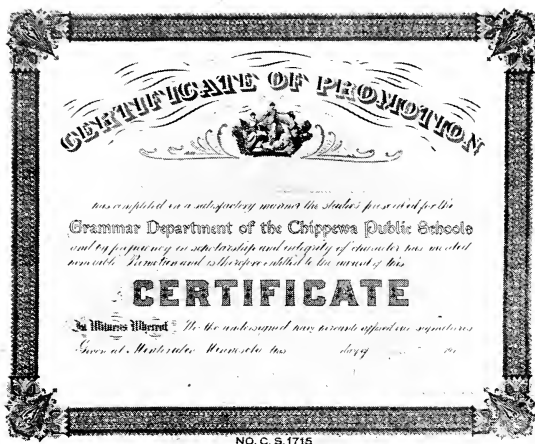 CERTIFICATE OF PROMOTION
has completed in a satisfactory manner the studies prescribed for the
Grammar Department of the Chippewa Public Schools
and by proficiency in scholarship and integrity of character has merited
honorable Promotion and is therefore entitled to the award of this
CERTIFICATE
In Witness Whereof We the undersigned have hereunto affixed our signatures
Given at Montevideo Minnesota this day of
NO. C. S. 1715